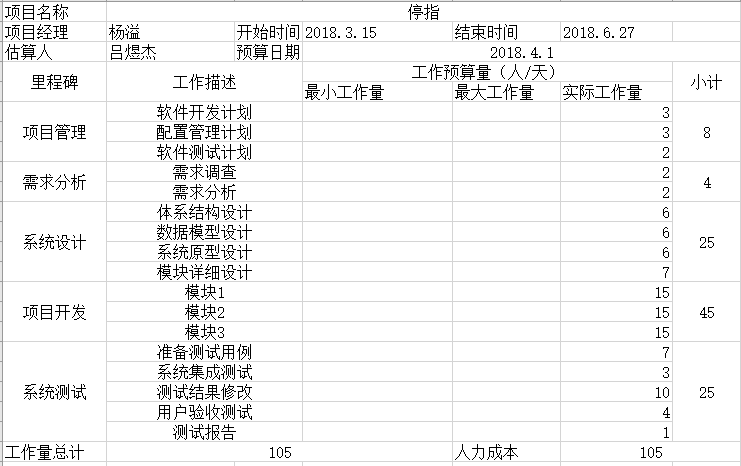 项目名称 停指
项目经理 杨溢 开始时间 2018.3.15 结束时间 2018.6.27
估算人 吕煜杰 预算日期 2018.4.1
里程碑 工作描述 工作预算量（人/天） 小计
最小工作量 最大工作量 实际工作量
项目管理 软件开发计划 3 8
配置管理计划 3
软件测试计划 2
需求分析 需求调查 2 4
需求分析 2
系统设计 体系结构设计 6 25
数据模型设计 6
系统原型设计 6
模块详细设计 7
项目开发 模块1 15 45
模块2 15
模块3 15
系统测试 准备测试用例 7 25
系统集成测试 3
测试结果修改 10
用户验收测试 4
测试报告 1
工作量总计 105 人力成本 105